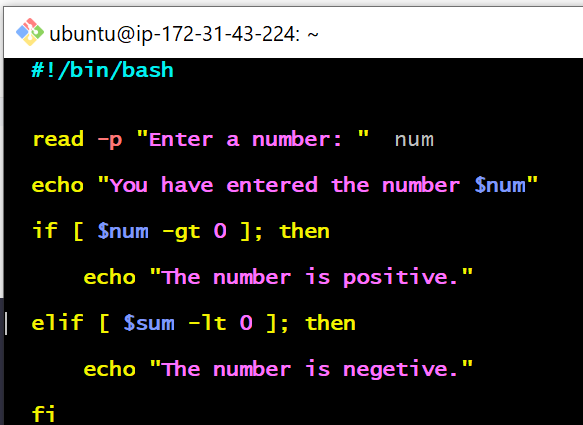 ubuntu@ip-172-31-43-224: ~
#!/bin/bash
read -p "Enter a number: "  num
echo "You have entered the number $num"
if [ $num -gt 0 ]; then
    echo "The number is positive."
elif [ $sum -lt 0 ]; then
    echo "The number is negetive."
fi